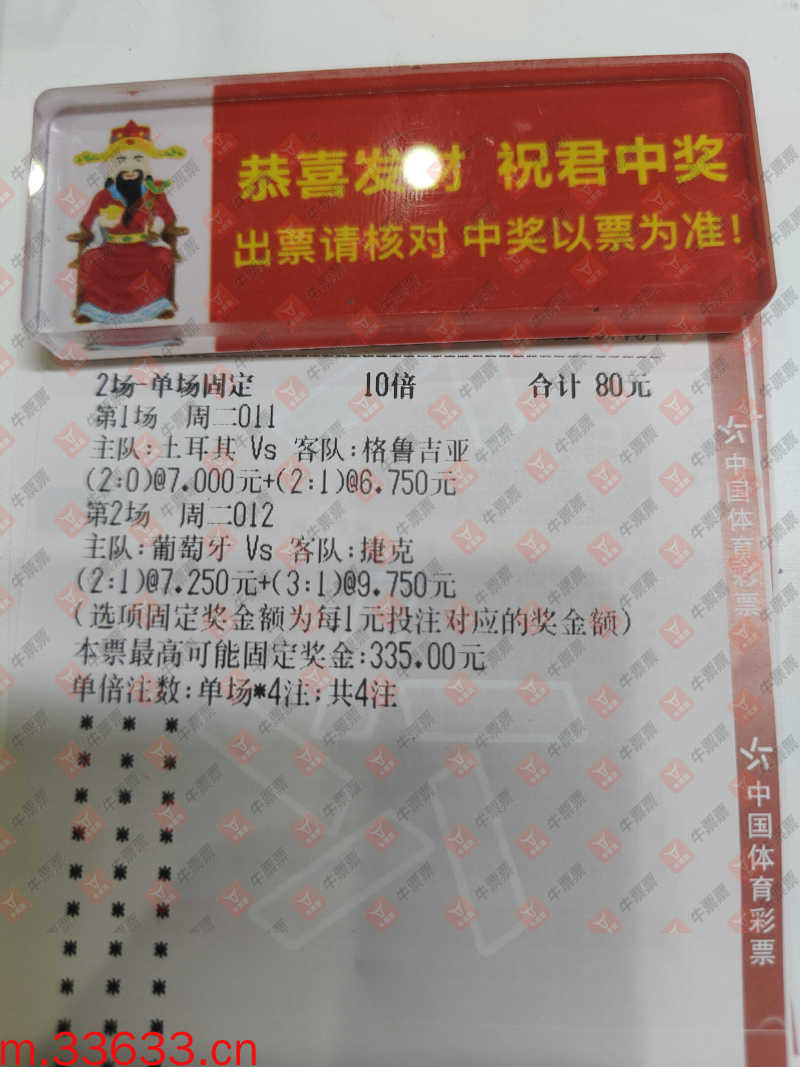 恭喜发财 祝君中奖
出票请核对 中奖以票为准!
2场-单场固定 10倍 合计 80元
第1场 周二011
主队:土耳其 Vs 客队:格鲁吉亚
(2:0)@7.000元+(2:1)@6.750元
第2场 周二012
主队:葡萄牙 Vs 客队:捷克
(2:1)@7.250元+(3:1)@9.750元
(选项固定奖金额为每1元投注对应的奖金额)
本票最高可能固定奖金:335.00元
单倍注数:单场*4注;共4注
* * *
* * *
* * *
* * *
* * *
* * *
* * *
* * *
* * *
中国体育彩票
中国体育彩票
牛票票
m.33633.cn